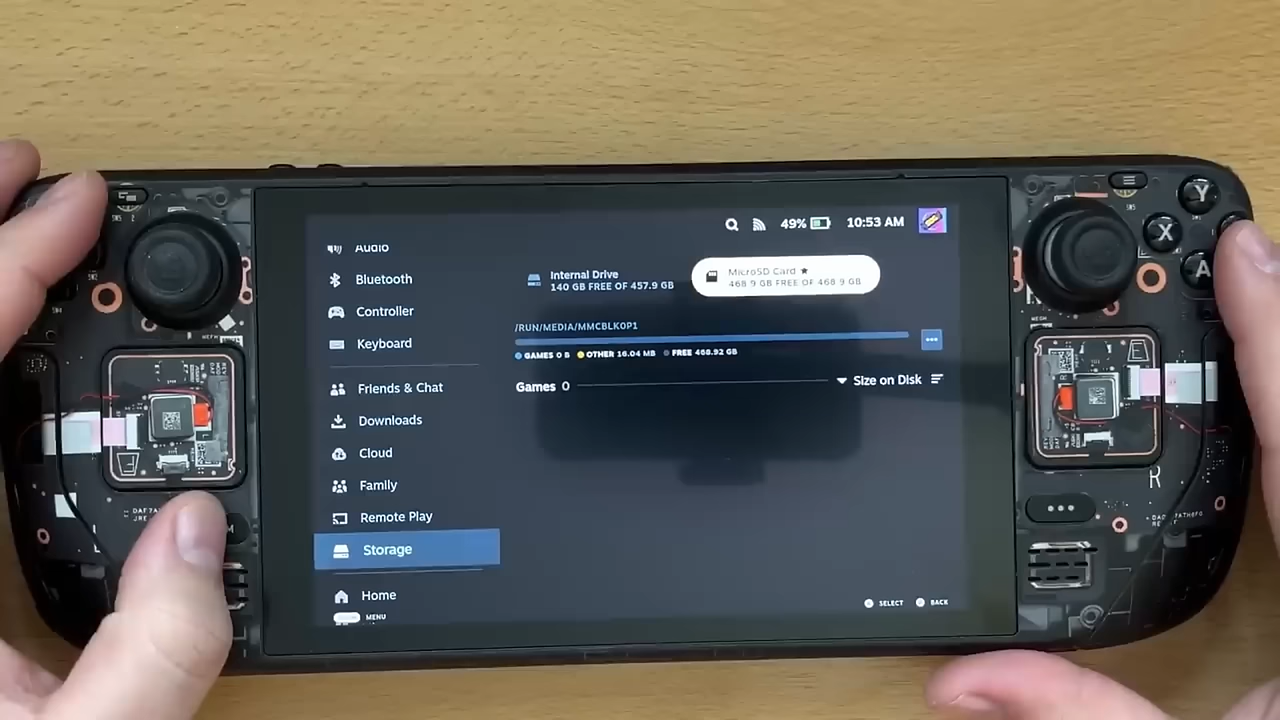 49%
10:53 AM
Audio
Bluetooth
Controller
Keyboard
Friends & Chat
Downloads
Cloud
Family
Remote Play
Storage
Home
MENU
Internal Drive
140 GB FREE OF 457.9 GB
MicroSD Card ★
468.9 GB FREE OF 468.9 GB
/RUN/MEDIA/MMCBLK0P1
GAMES 0 B OTHER 16.04 MB FREE 468.92 GB
Games 0
Size on Disk
SELECT BACK
Y
X
A
R